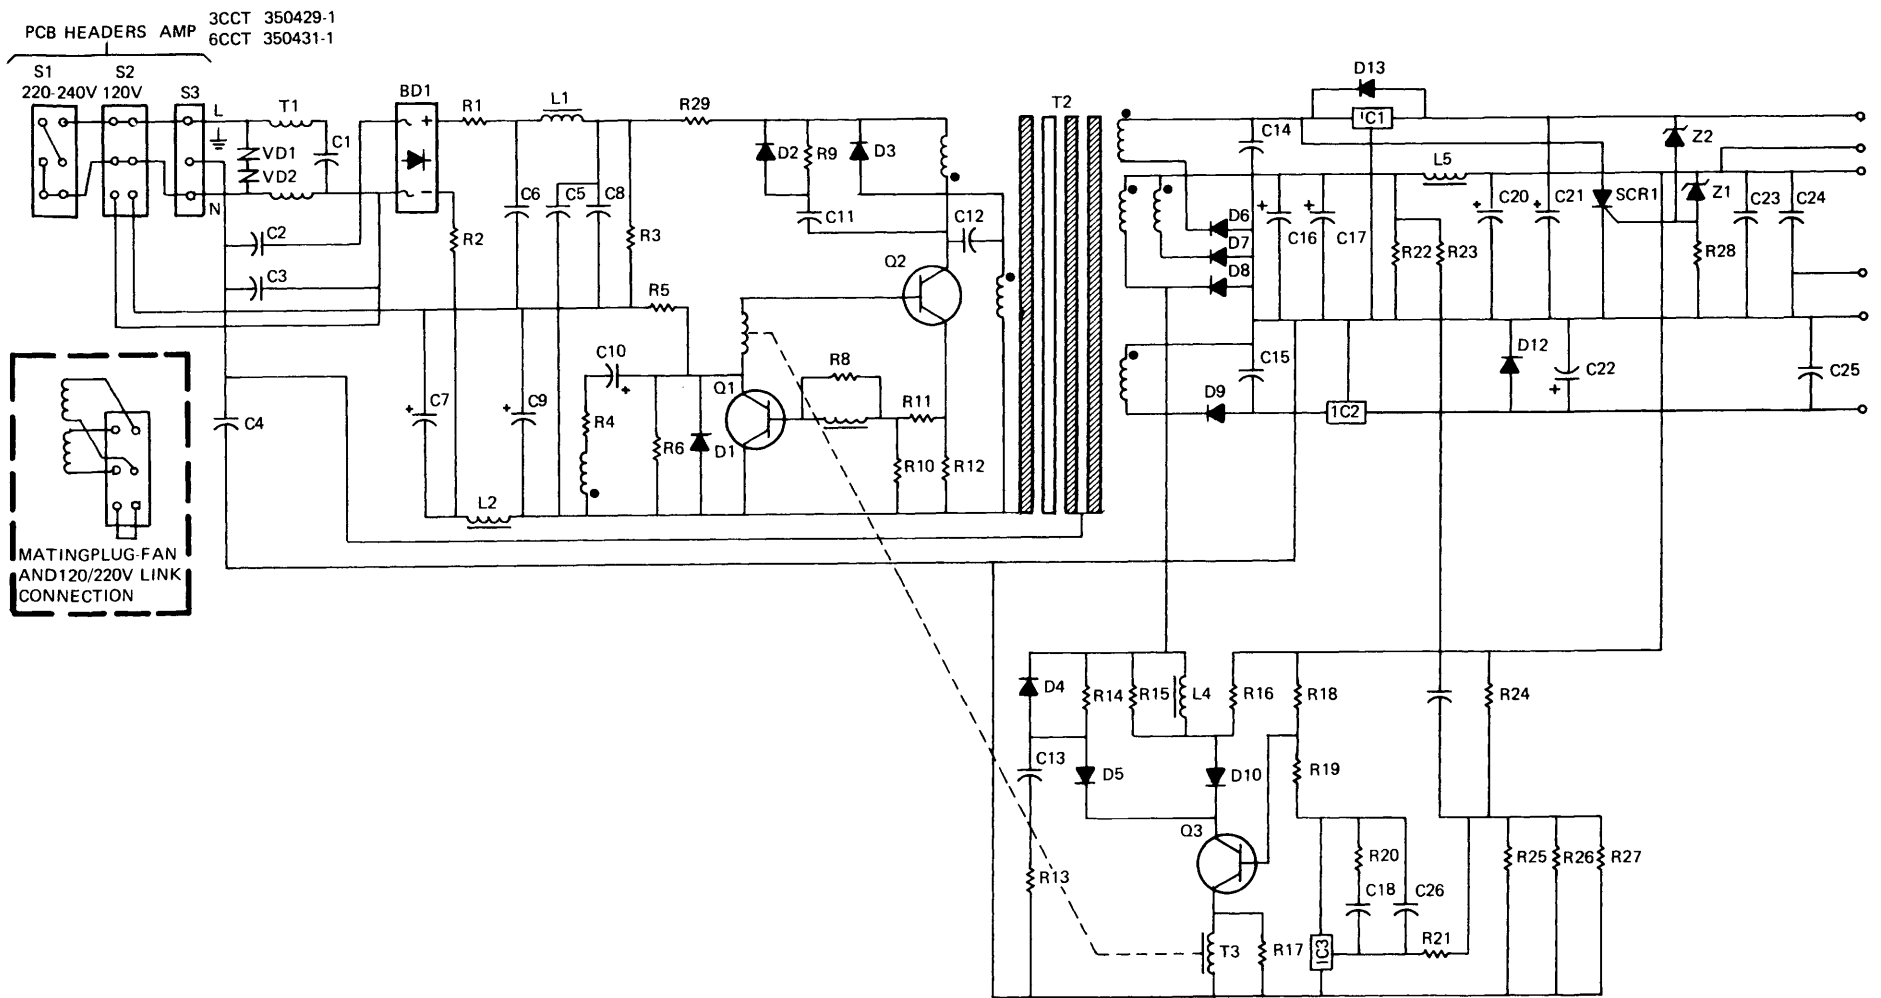 3CCT 350429-1
PCB HEADERS AMP 6CCT 350431-1
S1 S2
220-240V 120V S3
L
T1
C1
VD1
VD2
N
BD1
R1
L1
R29
D2
R9
D3
T2
D13
1C1
C14
Z2
L5
SCR1
Z1
C2
C3
R2
C6
C5
C8
R3
C11
C12
D6
D7
D8
C16
C17
R22
R23
C20
C21
R28
C23
C24
Q2
R5
C10
Q1
R8
R11
C4
C7
C9
R4
R6
D1
R10
R12
L2
C15
D9
1C2
D12
C22
C25
MATINGPLUG-FAN
AND120/220V LINK
CONNECTION
D4
R14
R15
L4
R16
R18
R24
C13
D5
D10
R19
Q3
R13
R20
R25
R26
R27
C18
C26
T3
R17
1C3
R21